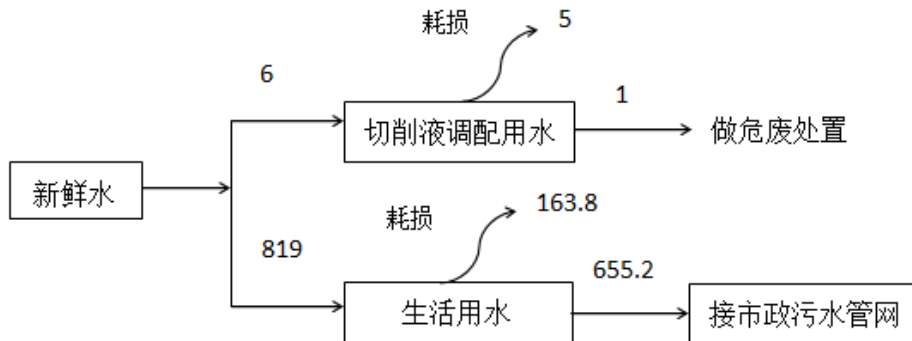 耗损
5
6
1
切削液调配用水
做危废处置
新鲜水
耗损
163.8
819
655.2
生活用水
接市政污水管网